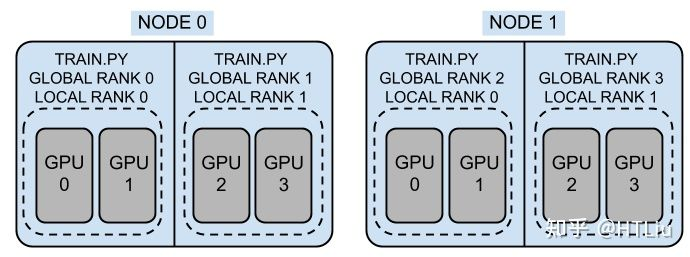 NODE 0
TRAIN.PY
GLOBAL RANK 0
LOCAL RANK 0
GPU
0
GPU
1
TRAIN.PY
GLOBAL RANK 1
LOCAL RANK 1
GPU
2
GPU
3
NODE 1
TRAIN.PY
GLOBAL RANK 2
LOCAL RANK 0
GPU
0
GPU
1
TRAIN.PY
GLOBAL RANK 3
LOCAL RANK 1
GPU
2
GPU
3
知乎 @HTLiu